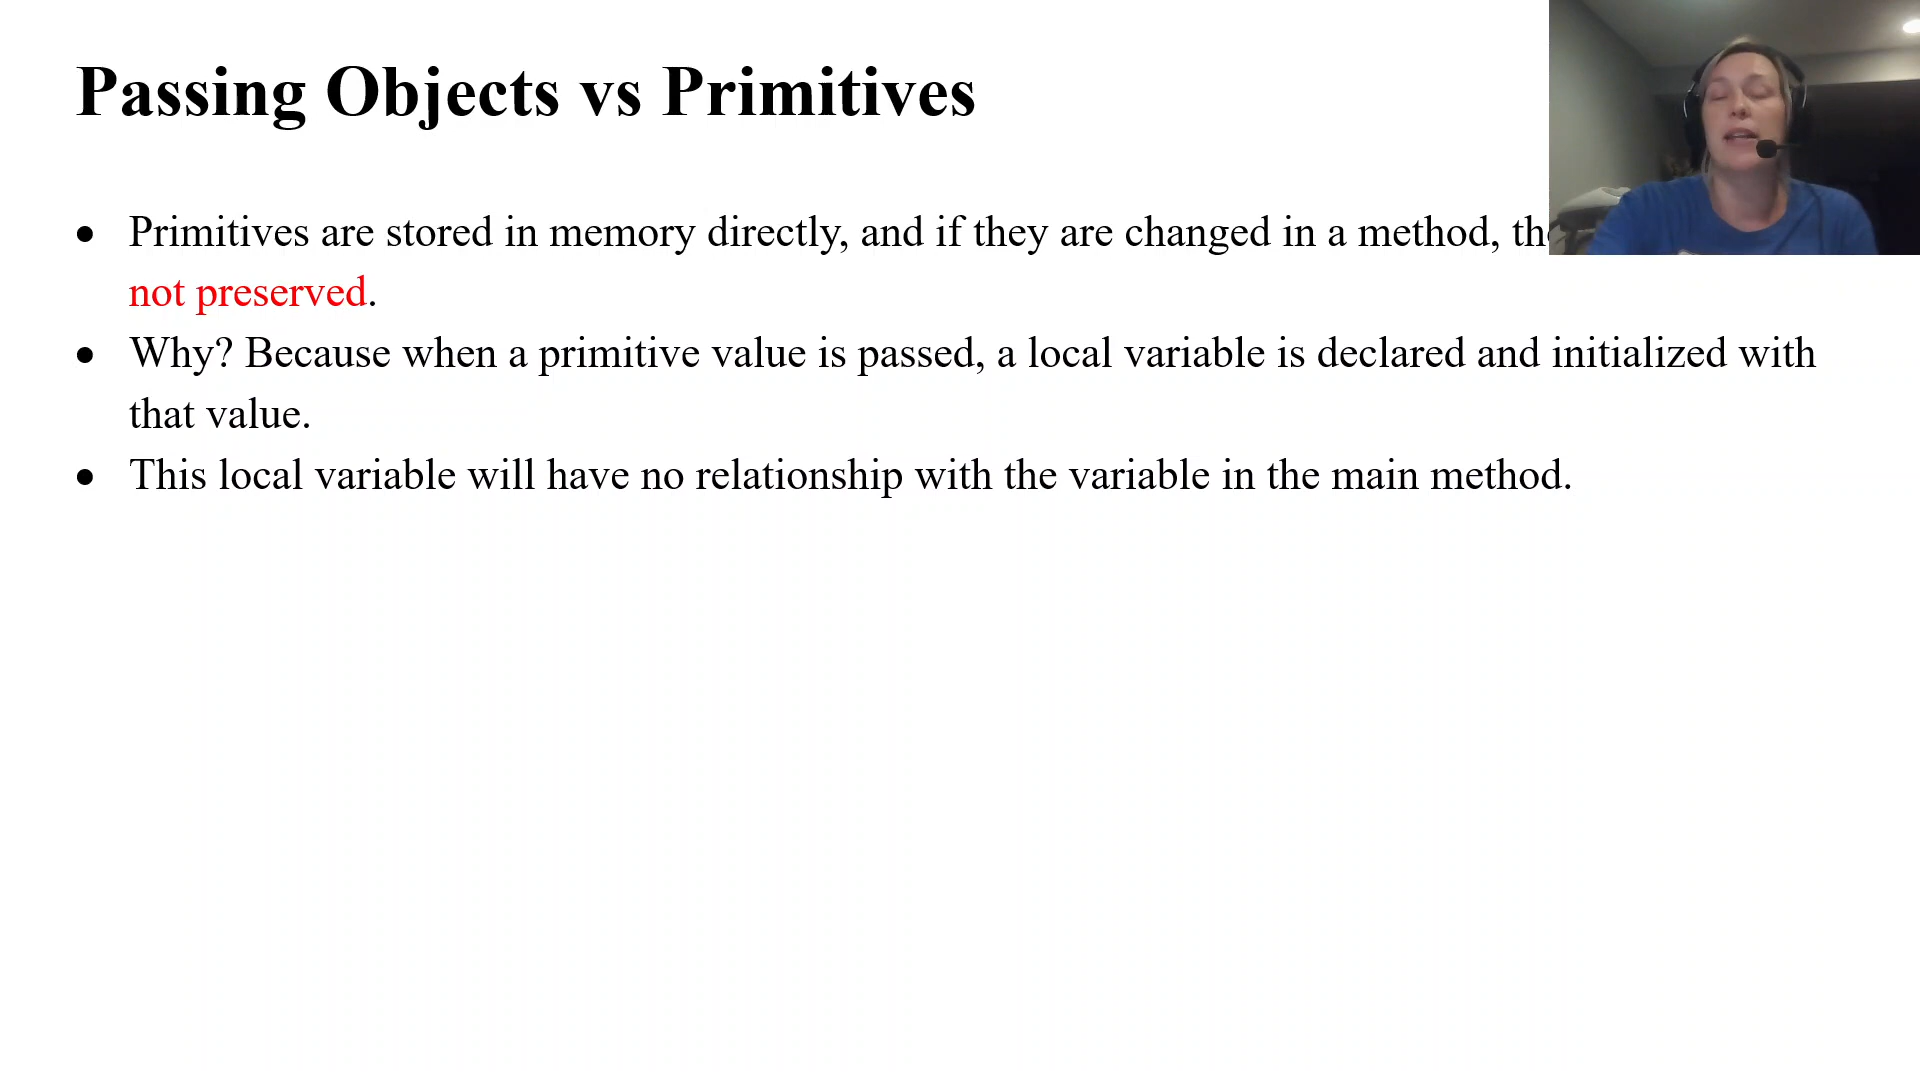 Passing Objects vs Primitives
• Primitives are stored in memory directly, and if they are changed in a method,
not preserved.
• Why? Because when a primitive value is passed, a local variable is declared and initialized with
that value.
• This local variable will have no relationship with the variable in the main method.